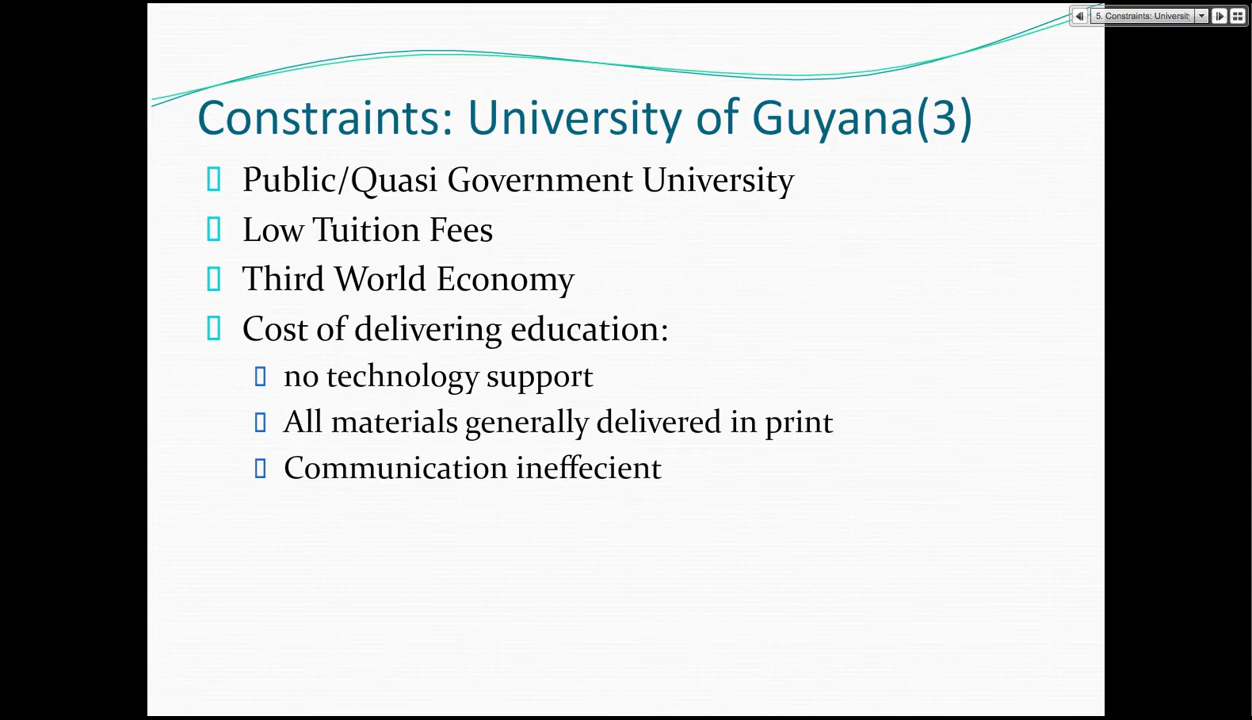 5. Constraints: Universit
Constraints: University of Guyana(3)
Public/Quasi Government University
Low Tuition Fees
Third World Economy
Cost of delivering education:
no technology support
All materials generally delivered in print
Communication ineffecient